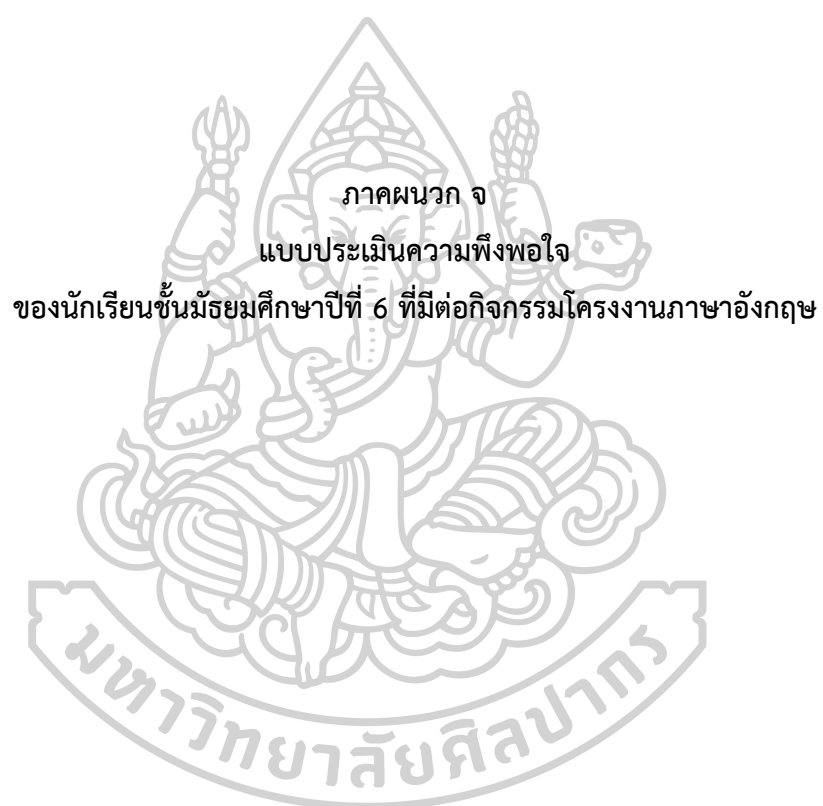 ภาคผนวก จ
แบบประเมินความพึงพอใจ
ของนักเรียนชั้นมัธยมศึกษาปีที่ 6 ที่มีต่อกิจกรรมโครงงานภาษาอังกฤษ
มหาวิทยาลัยศิลปากร